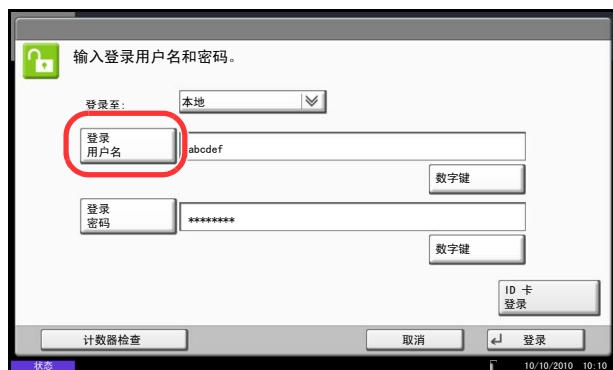 输入登录用户名和密码。
登录至:
本地
登录
用户名
abcdef
数字键
登录
密码
********
数字键
ID 卡
登录
计数器检查
取消
登录
状态
10/10/2010 10:10